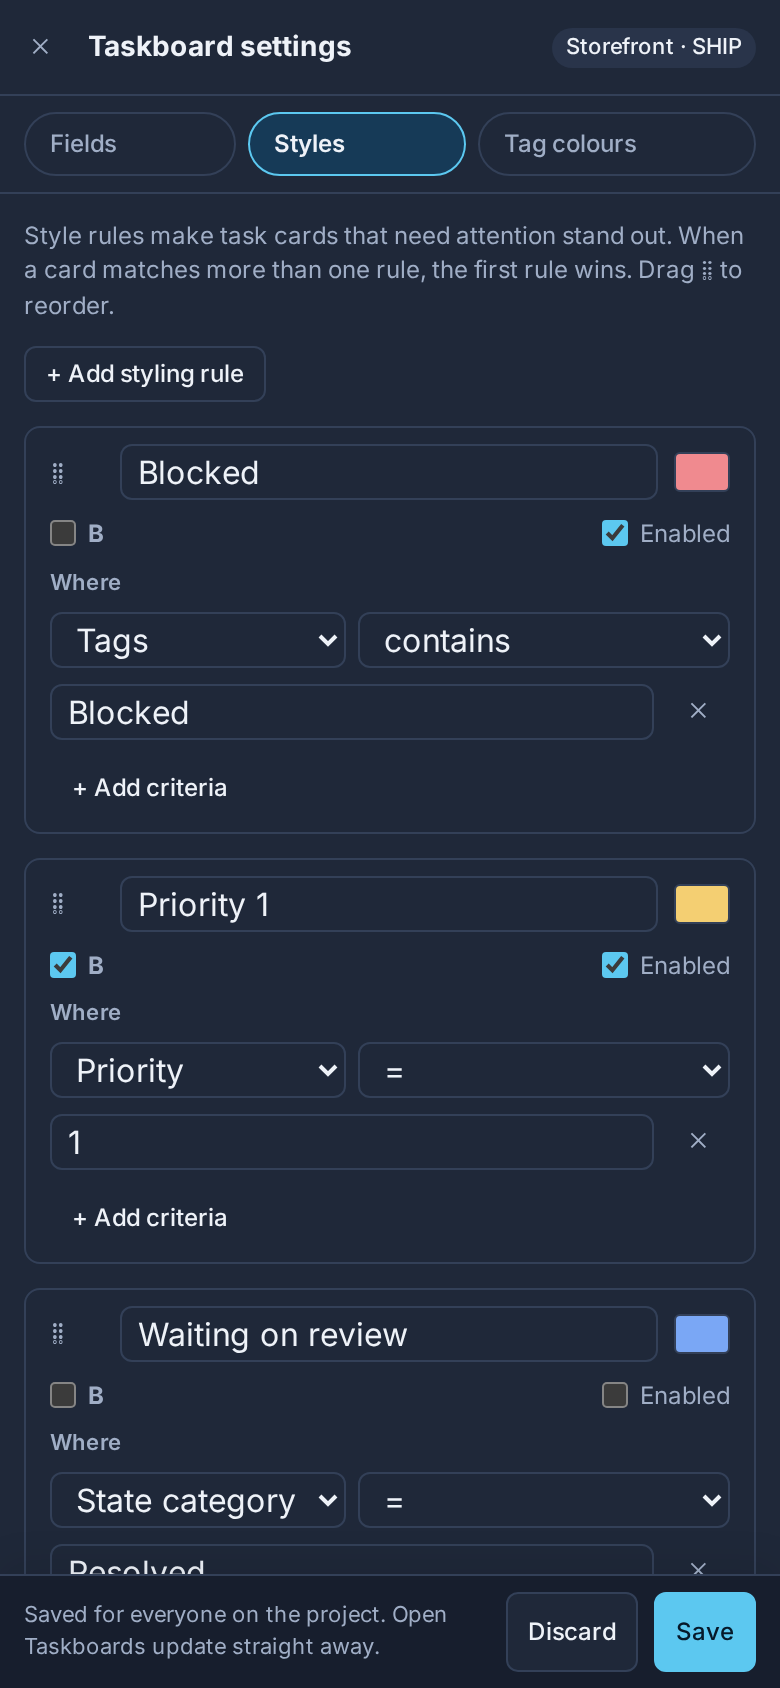 Taskboard settings
Storefront · SHIP
Fields
Styles
Tag colours
Style rules make task cards that need attention stand out. When
a card matches more than one rule, the first rule wins. Drag ⣿ to
reorder.
+ Add styling rule
Blocked
B
Enabled
Where
Tags
contains
Blocked
×
+ Add criteria
Priority 1
B
Enabled
Where
Priority
=
1
×
+ Add criteria
Waiting on review
B
Enabled
Where
State category
=
Resolved
×
Saved for everyone on the project. Open
Taskboards update straight away.
Discard
Save